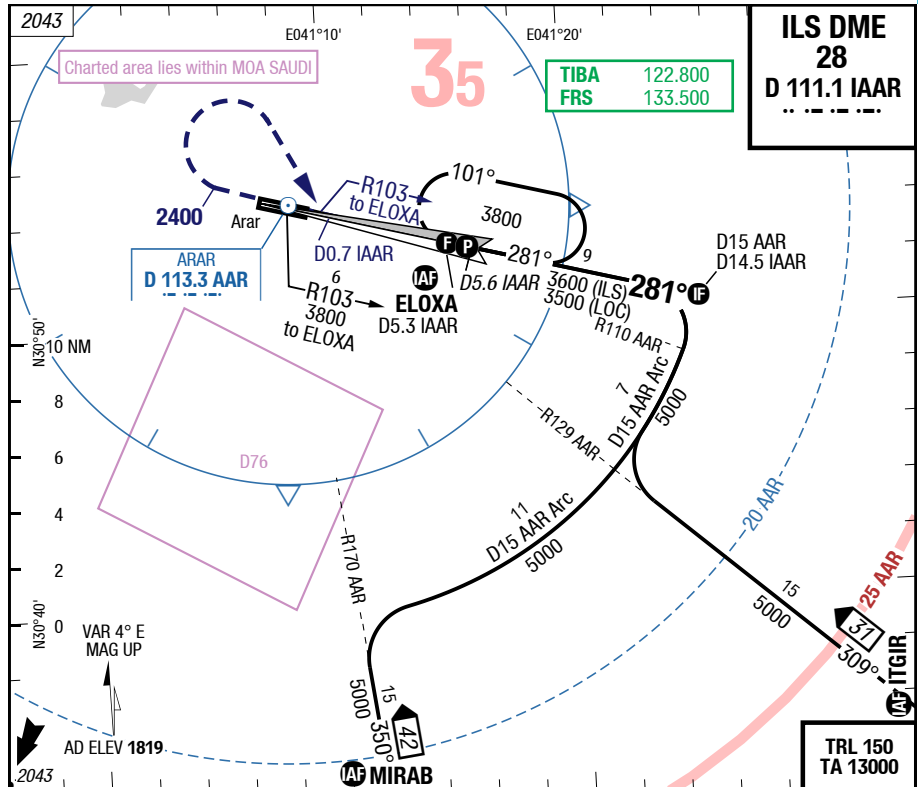 2043
E041°10'
E041°20'
ILS DME
28
D 111.1 IAAR
Charted area lies within MOA SAUDI
35
TIBA 122.800
FRS 133.500
101°
R103
to ELOXA
3800
2400
Arar
D0.7 IAAR
281°
9
D15 AAR
D14.5 IAAR
F
P
ARAR
D 113.3 AAR
6
R103
3800
to ELOXA
IAF
ELOXA
D5.3 IAAR
D5.6 IAAR
3600 (ILS)
3500 (LOC)
281°
IF
R110 AAR
N30°50'
10 NM
8
6
4
2
0
7
D15 AAR Arc
5000
R129 AAR
D76
11
D15 AAR Arc
5000
20 AAR
R170 AAR
15
5000
25 AAR
31
309°
IAF
ITGIR
N30°40'
VAR 4° E
MAG UP
AD ELEV 1819
15
5000
350°
42
IAF MIRAB
2043
TRL 150
TA 13000